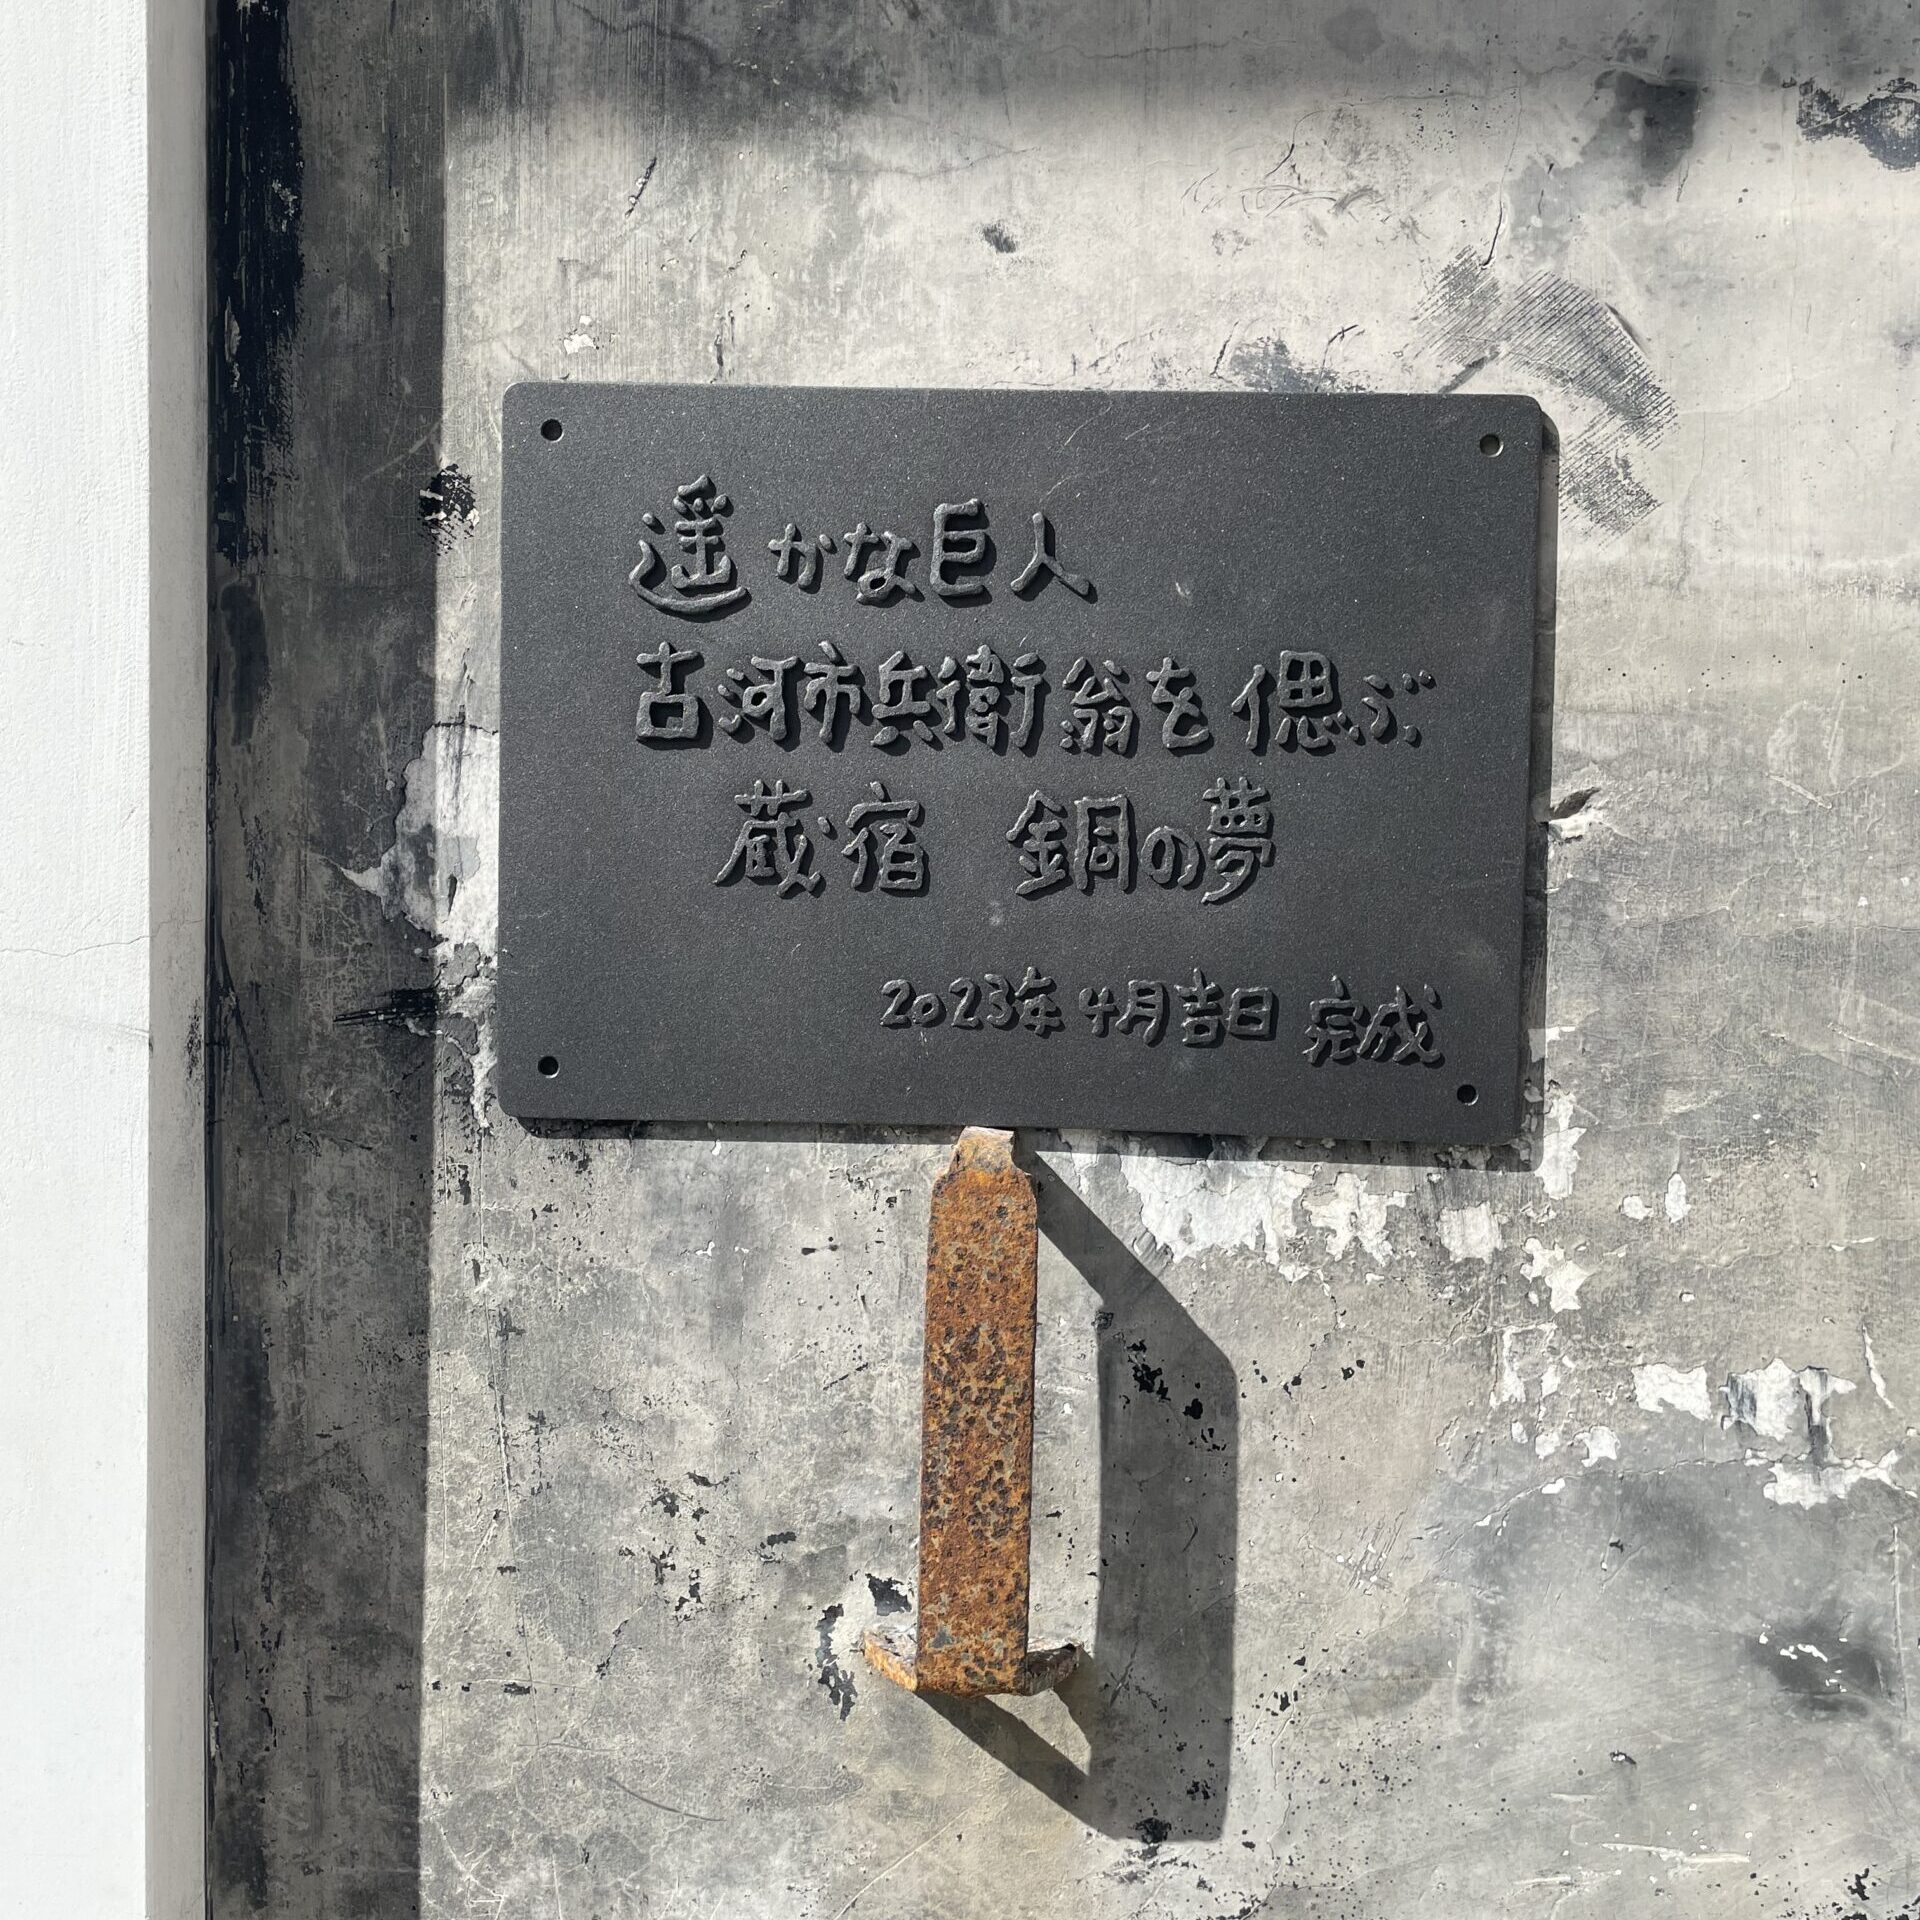 遥かな巨人
古河市兵衛翁を偲ぶ
蔵宿 銅の夢
2023年4月吉日 完成